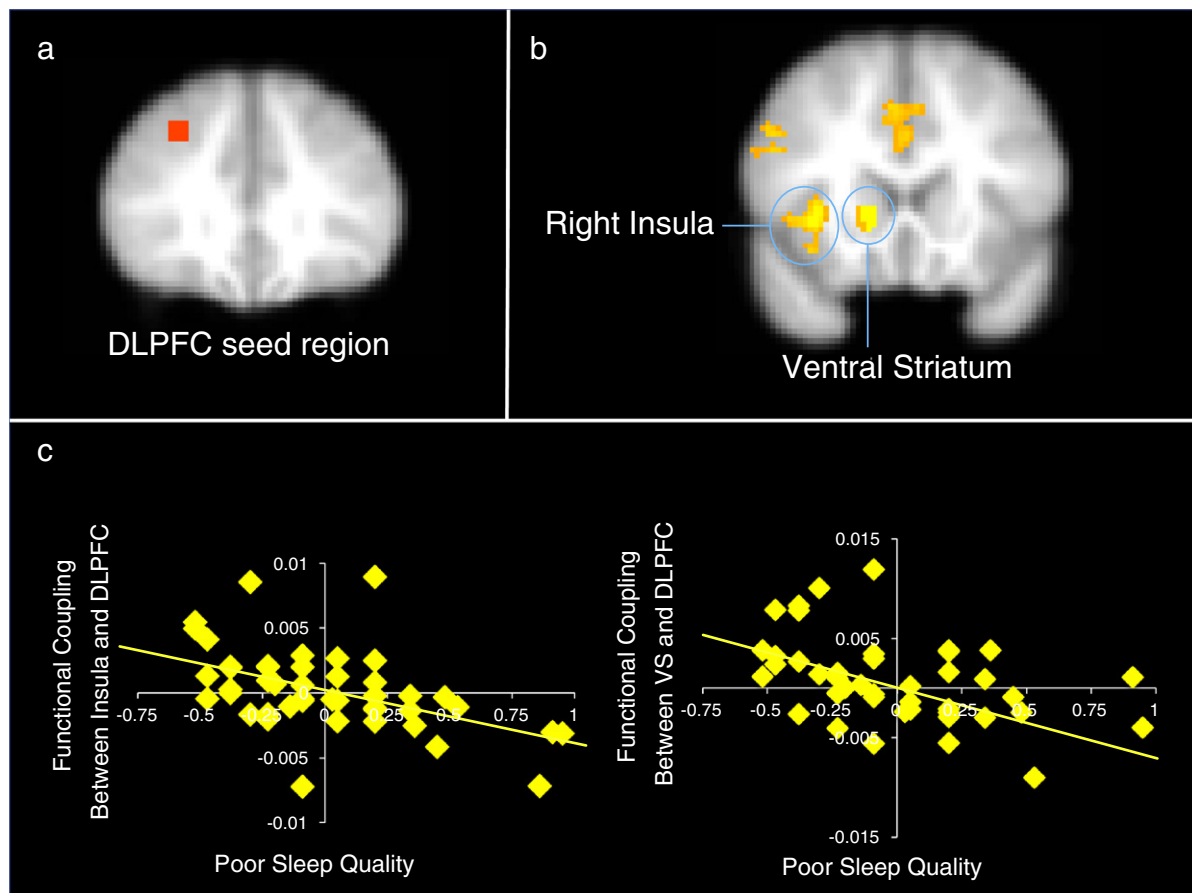 a
DLPFC seed region
b
Right Insula
Ventral Striatum
c
Functional Coupling
Between Insula and DLPFC
0.01
0.005
0
-0.005
-0.01
-0.75
-0.5
-0.25
0
0.25
0.5
0.75
1
Poor Sleep Quality
Functional Coupling
Between VS and DLPFC
0.015
0.005
-0.005
-0.015
-0.75
-0.5
-0.25
0
0.25
0.5
0.75
1
Poor Sleep Quality